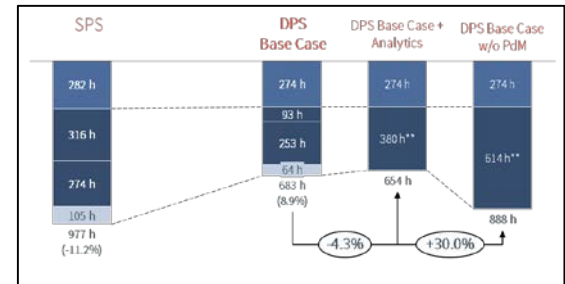 SPS
DPS
Base Case
DPS Base Case +
Analytics
DPS Base Case
w/o PdM
282 h
274 h
274 h
274 h
316 h
93 h
253 h
380 h**
614 h**
274 h
64 h
105 h
683 h
(8.9%)
654 h
888 h
977 h
(-11.2%)
-4.3%
+30.0%